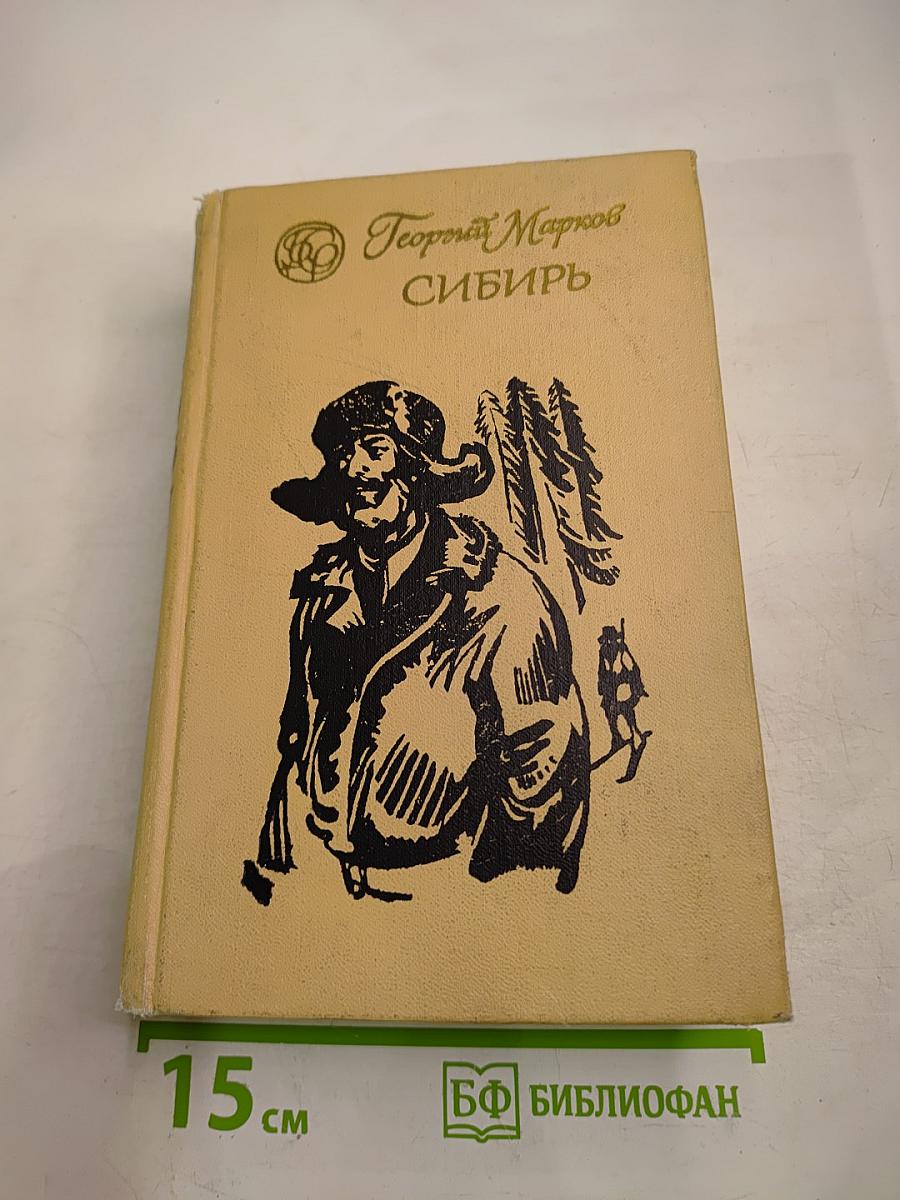 Георгий Марков
СИБИРЬ
15 см
БФ БИБЛИОФАН